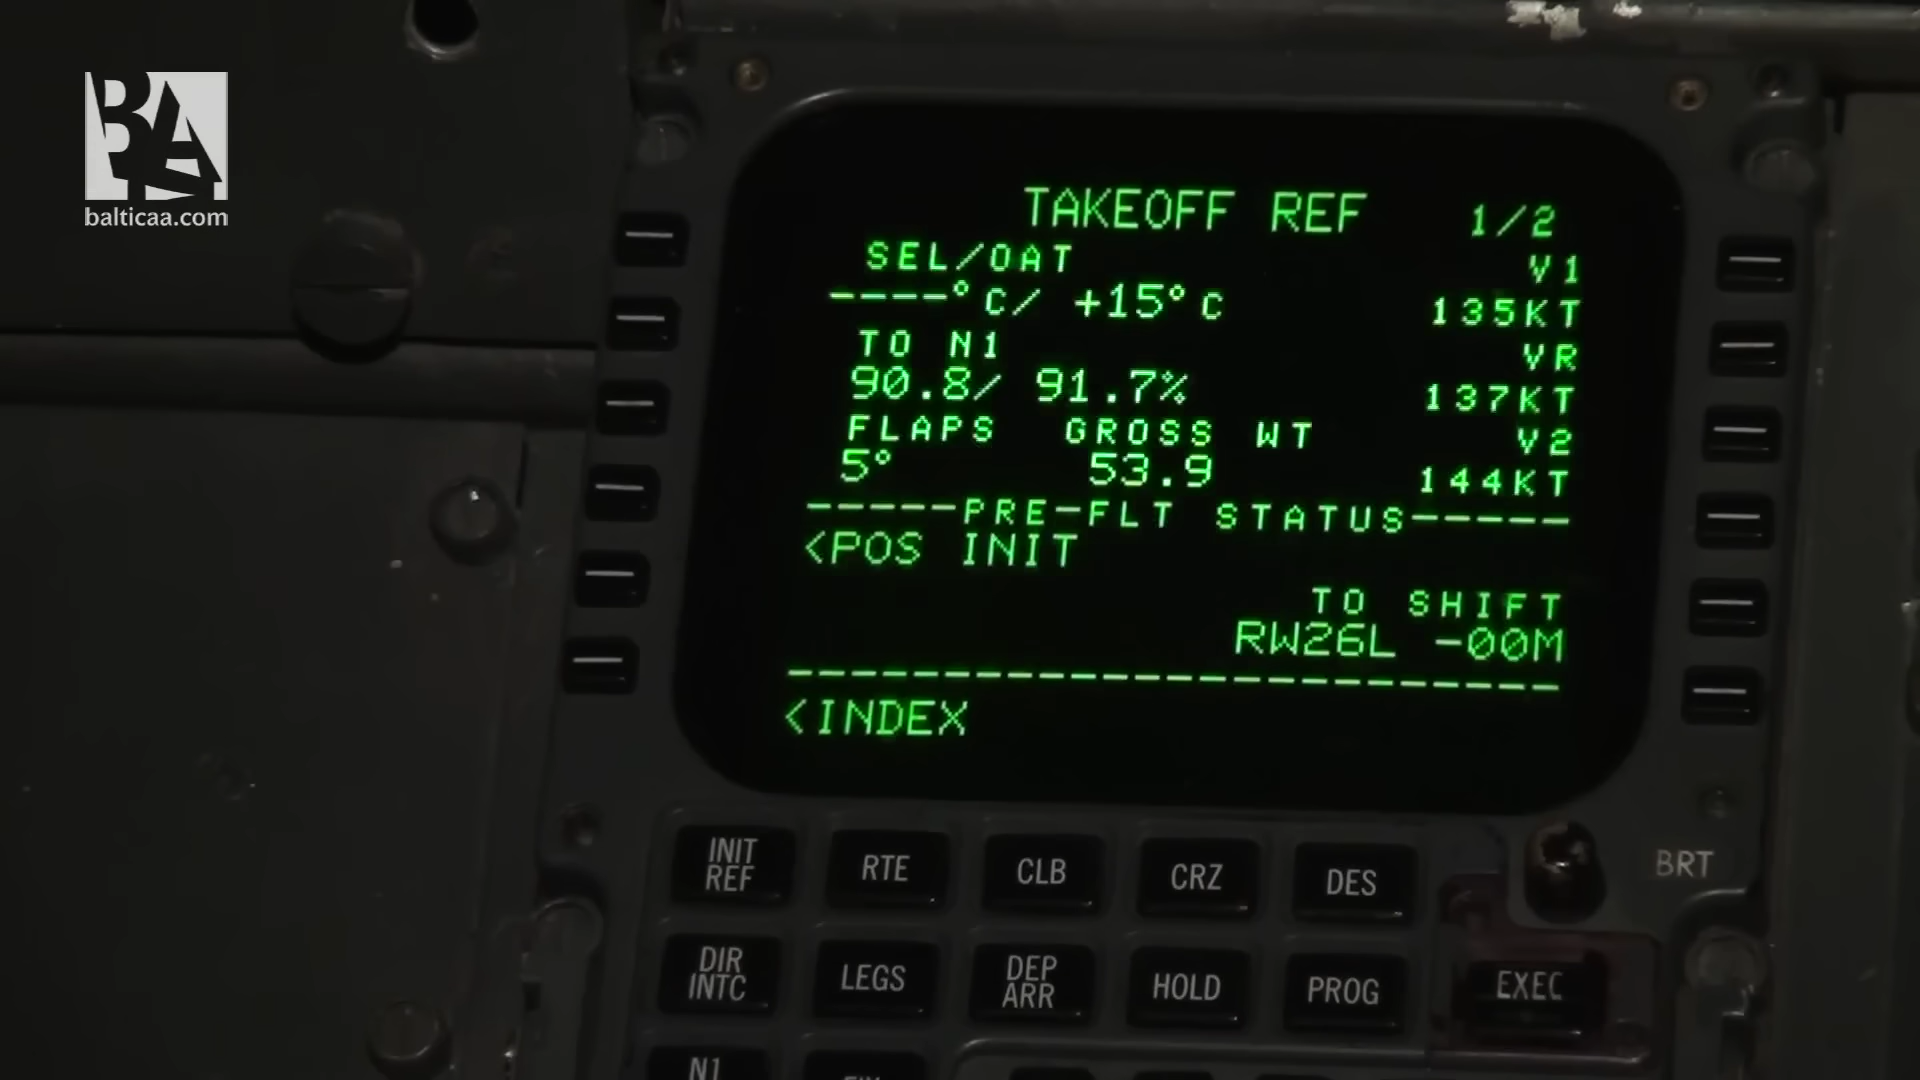 BAA
balticaa.com
TAKEOFF REF 1/2
SEL/OAT V1
----°C/ +15°C 135KT
TO N1 VR
90.8/ 91.7% 137KT
FLAPS GROSS WT V2
5° 53.9 144KT
-----PRE-FLT STATUS-----
<POS INIT
TO SHIFT
RW26L -00M
-------------------------
<INDEX
INIT REF RTE CLB CRZ DES BRT
DIR INTC LEGS DEP ARR HOLD PROG EXEC
N1